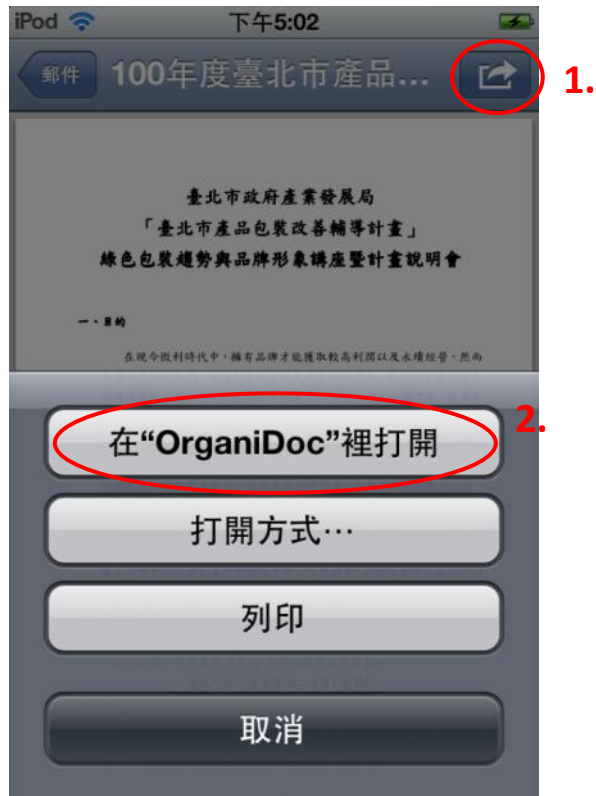 iPod 下午5:02
郵件 100年度臺北市產品... 1.
臺北市政府產業發展局
「臺北市產品包裝改善輔導計畫」
綠色包裝趨勢與品牌形象講座暨計畫說明會
一、目的
在現今微利時代中，擁有品牌才能獲取較高利潤以及永續經營，然而
2.
在“OrganiDoc”裡打開
打開方式…
列印
取消